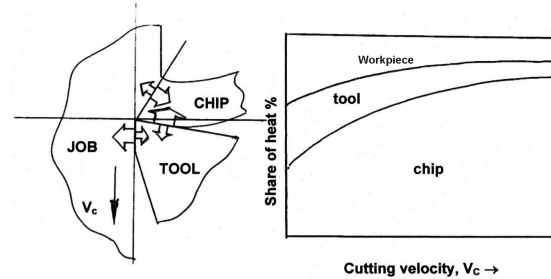 CHIP
JOB
TOOL
Vc
Share of heat %
Workpiece
tool
chip
Cutting velocity, VC →